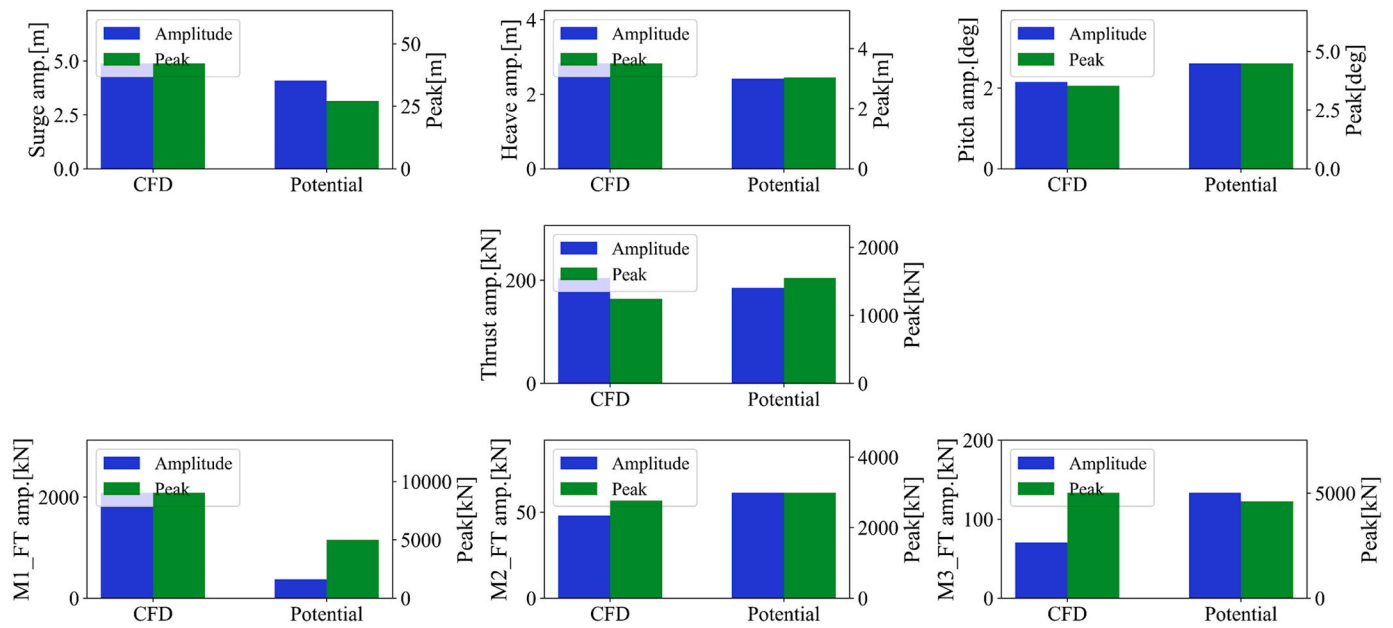 Surge amp.[m]
5.0
2.5
0.0
Amplitude
Peak
50
25
0
Peak[m]
CFD
Potential
Heave amp.[m]
4
2
0
Amplitude
Peak
4
2
0
Peak[m]
CFD
Potential
Pitch amp.[deg]
2
0
Amplitude
Peak
5.0
2.5
0.0
Peak[deg]
CFD
Potential
Thrust amp.[kN]
200
0
Amplitude
Peak
2000
1000
0
Peak[kN]
CFD
Potential
M1_FT amp.[kN]
2000
0
Amplitude
Peak
10000
5000
0
Peak[kN]
CFD
Potential
M2_FT amp.[kN]
50
0
Amplitude
Peak
4000
2000
0
Peak[kN]
CFD
Potential
M3_FT amp.[kN]
200
100
0
Amplitude
Peak
5000
0
Peak[kN]
CFD
Potential